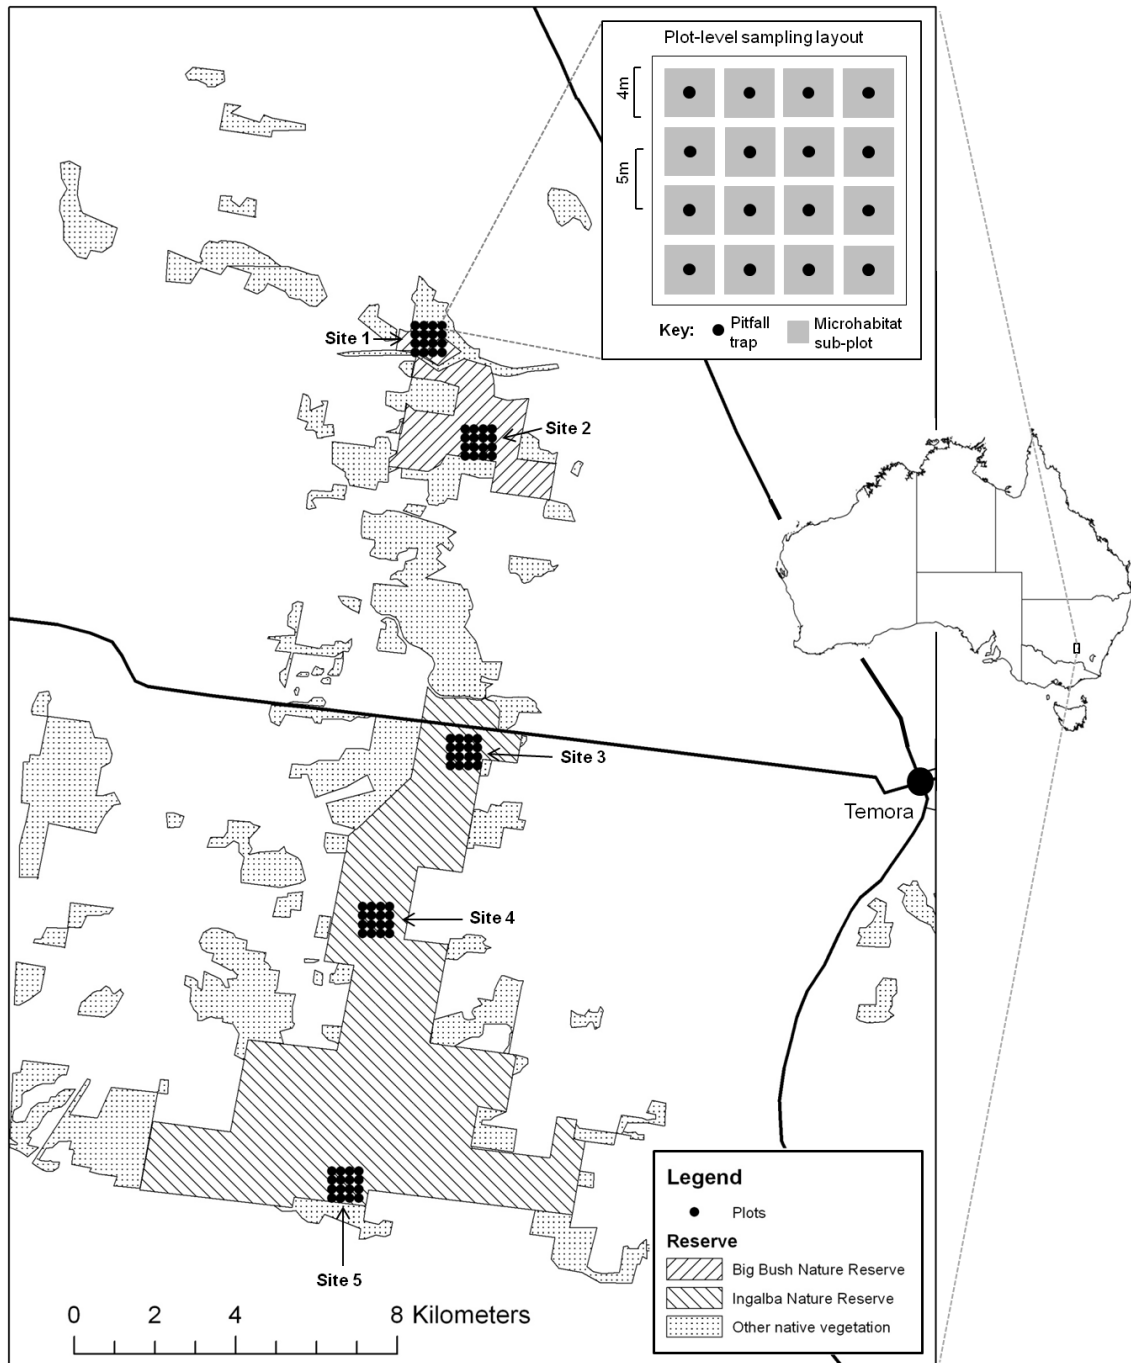 Plot-level sampling layout
4m
5m
Key:
Pitfall
trap
Microhabitat
sub-plot
Site 1
Site 2
Site 3
Temora
Site 4
Site 5
Legend
Plots
Reserve
Big Bush Nature Reserve
Ingalba Nature Reserve
Other native vegetation
0 2 4 8 Kilometers